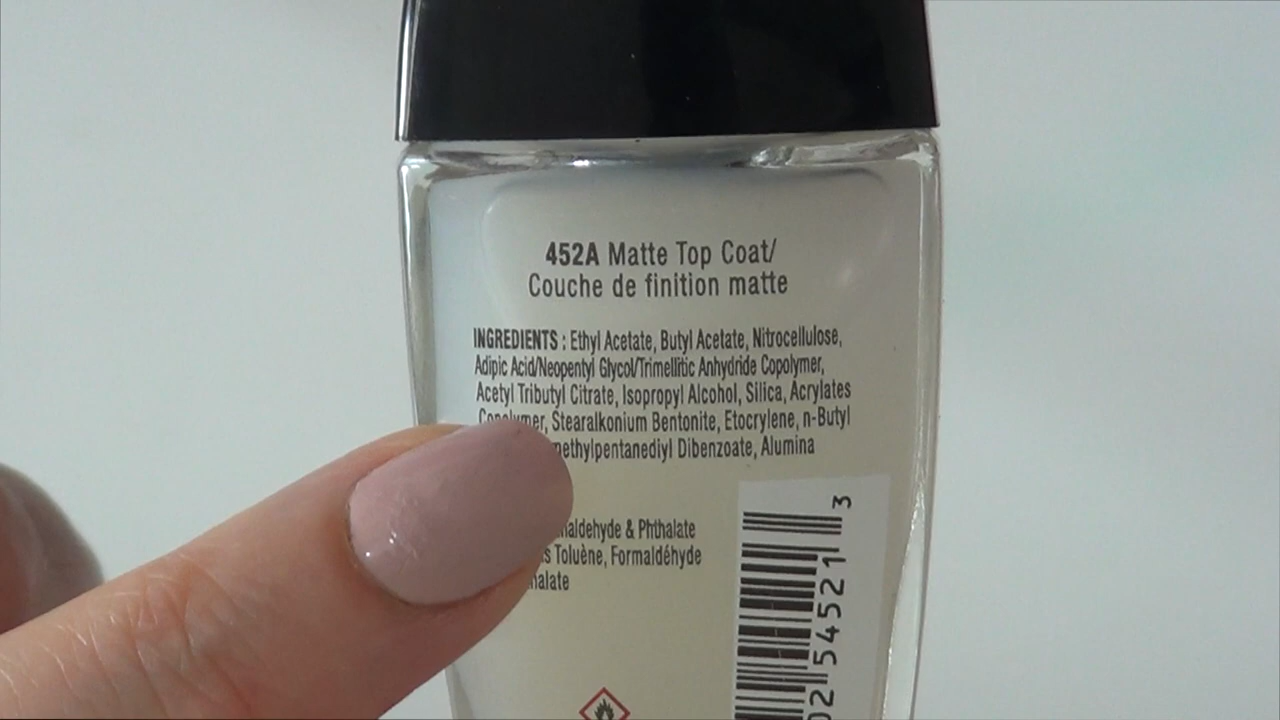 452A Matte Top Coat/
Couche de finition matte
INGREDIENTS : Ethyl Acetate, Butyl Acetate, Nitrocellulose,
Adipic Acid/Neopentyl Glycol/Trimellitic Anhydride Copolymer,
Acetyl Tributyl Citrate, Isopropyl Alcohol, Silica, Acrylates
Copolymer, Stearalkonium Bentonite, Etocrylene, n-Butyl
methylpentanediyl Dibenzoate, Alumina
naldehyde & Phthalate
s Toluène, Formaldéhyde
halate
02 54521 3